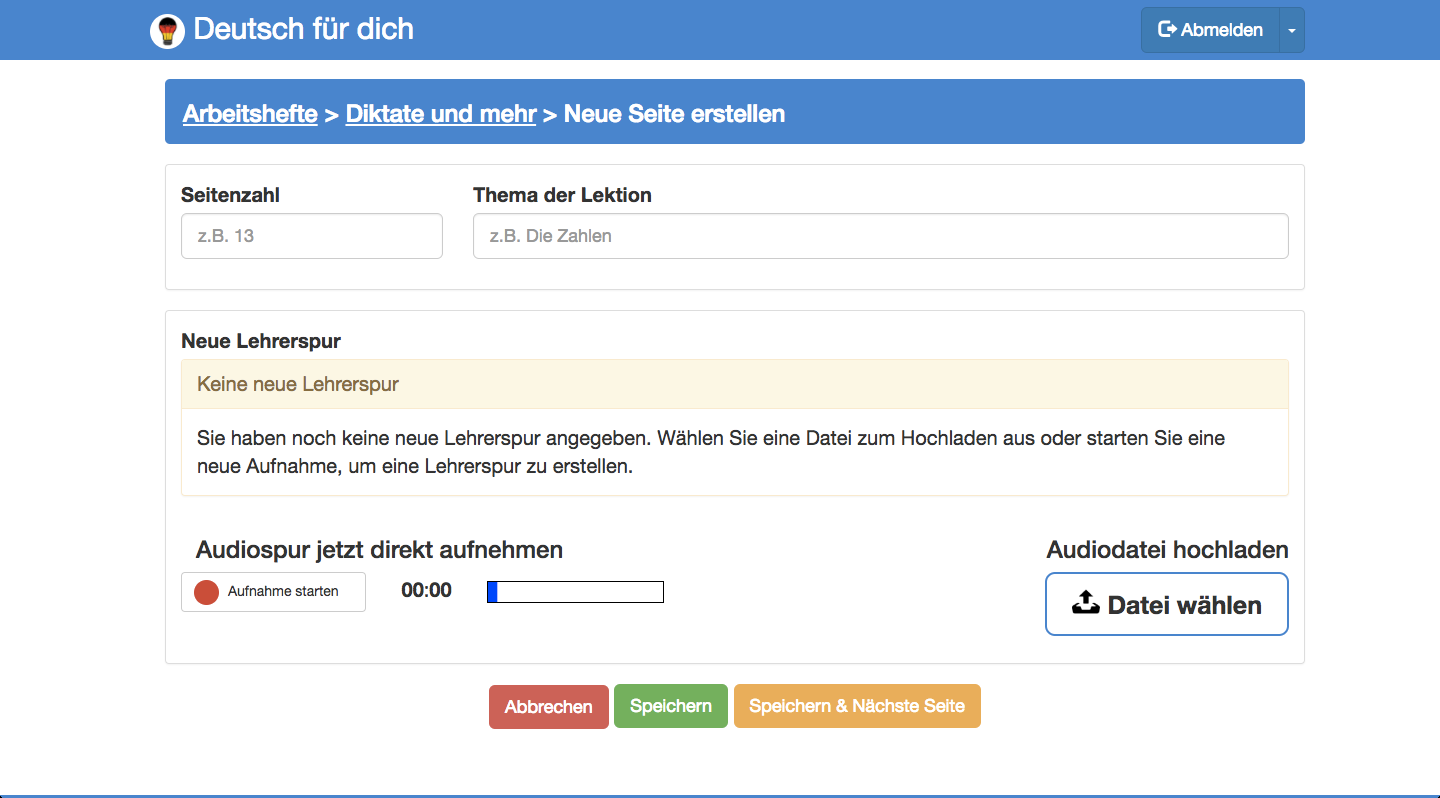 Deutsch für dich
Abmelden
Arbeitshefte > Diktate und mehr > Neue Seite erstellen
Seitenzahl
Thema der Lektion
z.B. 13
z.B. Die Zahlen
Neue Lehrerspur
Keine neue Lehrerspur
Sie haben noch keine neue Lehrerspur angegeben. Wählen Sie eine Datei zum Hochladen aus oder starten Sie eine
neue Aufnahme, um eine Lehrerspur zu erstellen.
Audiospur jetzt direkt aufnehmen
Audiodatei hochladen
Aufnahme starten
00:00
Datei wählen
Abbrechen
Speichern
Speichern & Nächste Seite